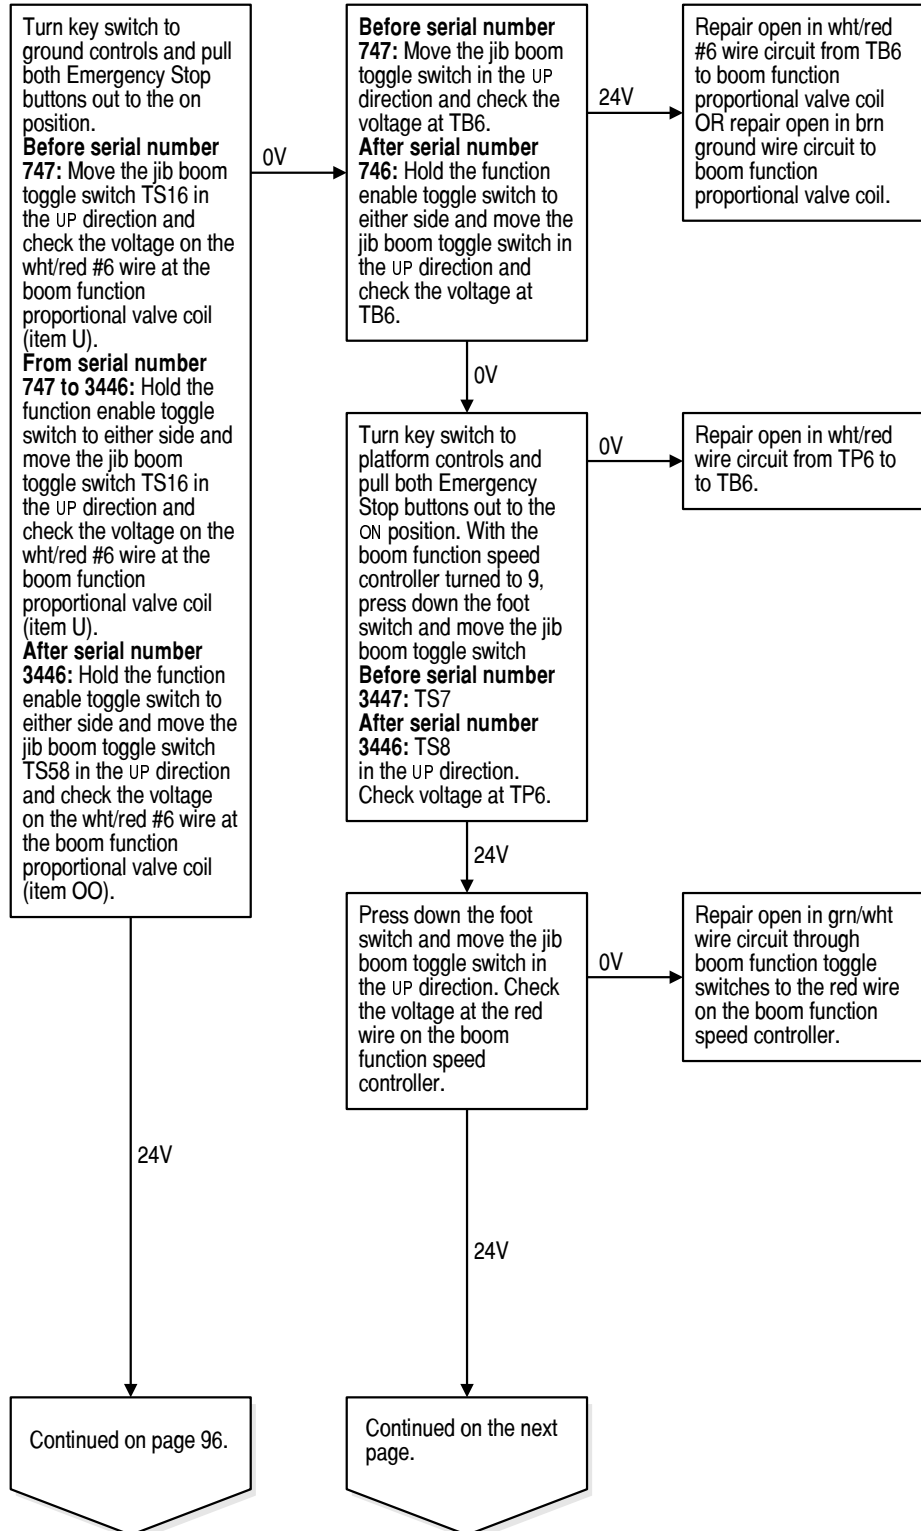 Turn key switch to
ground controls and pull
both Emergency Stop
buttons out to the on
position.
Before serial number
747: Move the jib boom
toggle switch TS16 in
the UP direction and
check the voltage on the
wht/red #6 wire at the
boom function
proportional valve coil
(item U).
From serial number
747 to 3446: Hold the
function enable toggle
switch to either side and
move the jib boom
toggle switch TS16 in
the UP direction and
check the voltage on the
wht/red #6 wire at the
boom function
proportional valve coil
(item U).
After serial number
3446: Hold the function
enable toggle switch to
either side and move the
jib boom toggle switch
TS58 in the UP direction
and check the voltage
on the wht/red #6 wire at
the boom function
proportional valve coil
(item OO).
0V
Before serial number
747: Move the jib boom
toggle switch in the UP
direction and check the
voltage at TB6.
After serial number
746: Hold the function
enable toggle switch to
either side and move the
jib boom toggle switch in
the UP direction and
check the voltage at
TB6.
24V
Repair open in wht/red
#6 wire circuit from TB6
to boom function
proportional valve coil
OR repair open in brn
ground wire circuit to
boom function
proportional valve coil.
0V
Turn key switch to
platform controls and
pull both Emergency
Stop buttons out to the
ON position. With the
boom function speed
controller turned to 9,
press down the foot
switch and move the jib
boom toggle switch
Before serial number
3447: TS7
After serial number
3446: TS8
in the UP direction.
Check voltage at TP6.
0V
Repair open in wht/red
wire circuit from TP6 to
to TB6.
24V
Press down the foot
switch and move the jib
boom toggle switch in
the UP direction. Check
the voltage at the red
wire on the boom
function speed
controller.
0V
Repair open in grn/wht
wire circuit through
boom function toggle
switches to the red wire
on the boom function
speed controller.
24V
24V
Continued on page 96.
Continued on the next
page.